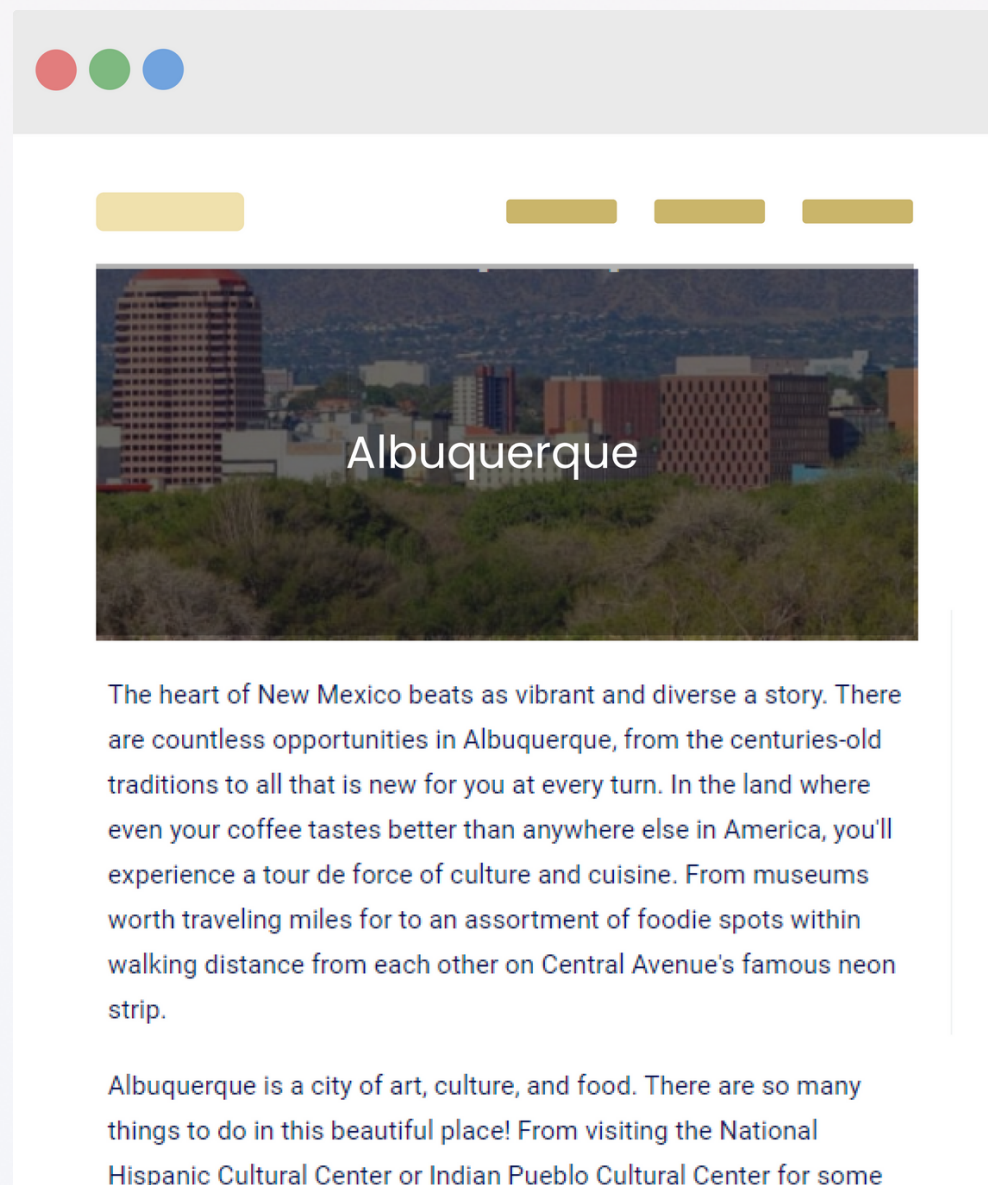 Albuquerque
The heart of New Mexico beats as vibrant and diverse a story. There
are countless opportunities in Albuquerque, from the centuries-old
traditions to all that is new for you at every turn. In the land where
even your coffee tastes better than anywhere else in America, you'll
experience a tour de force of culture and cuisine. From museums
worth traveling miles for to an assortment of foodie spots within
walking distance from each other on Central Avenue's famous neon
strip.
Albuquerque is a city of art, culture, and food. There are so many
things to do in this beautiful place! From visiting the National
Hispanic Cultural Center or Indian Pueblo Cultural Center for some